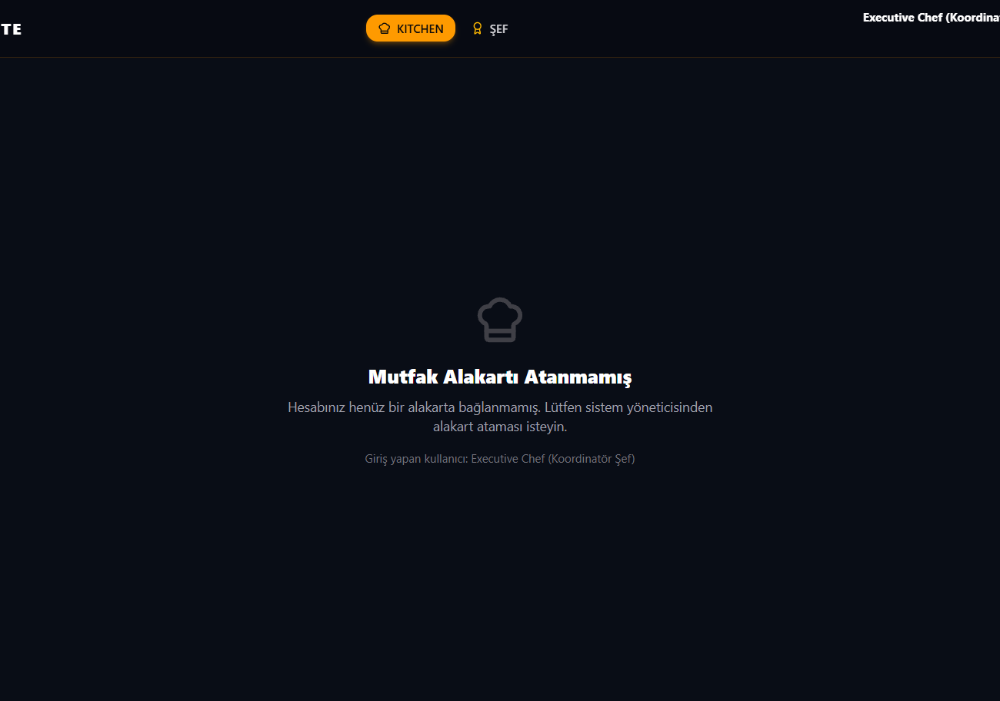 TE
KITCHEN
ŞEF
Executive Chef (Koordina
Mutfak Alakartı Atanmamış
Hesabınız henüz bir alakarta bağlanmamış. Lütfen sistem yöneticisinden
alakart ataması isteyin.
Giriş yapan kullanıcı: Executive Chef (Koordinatör Şef)